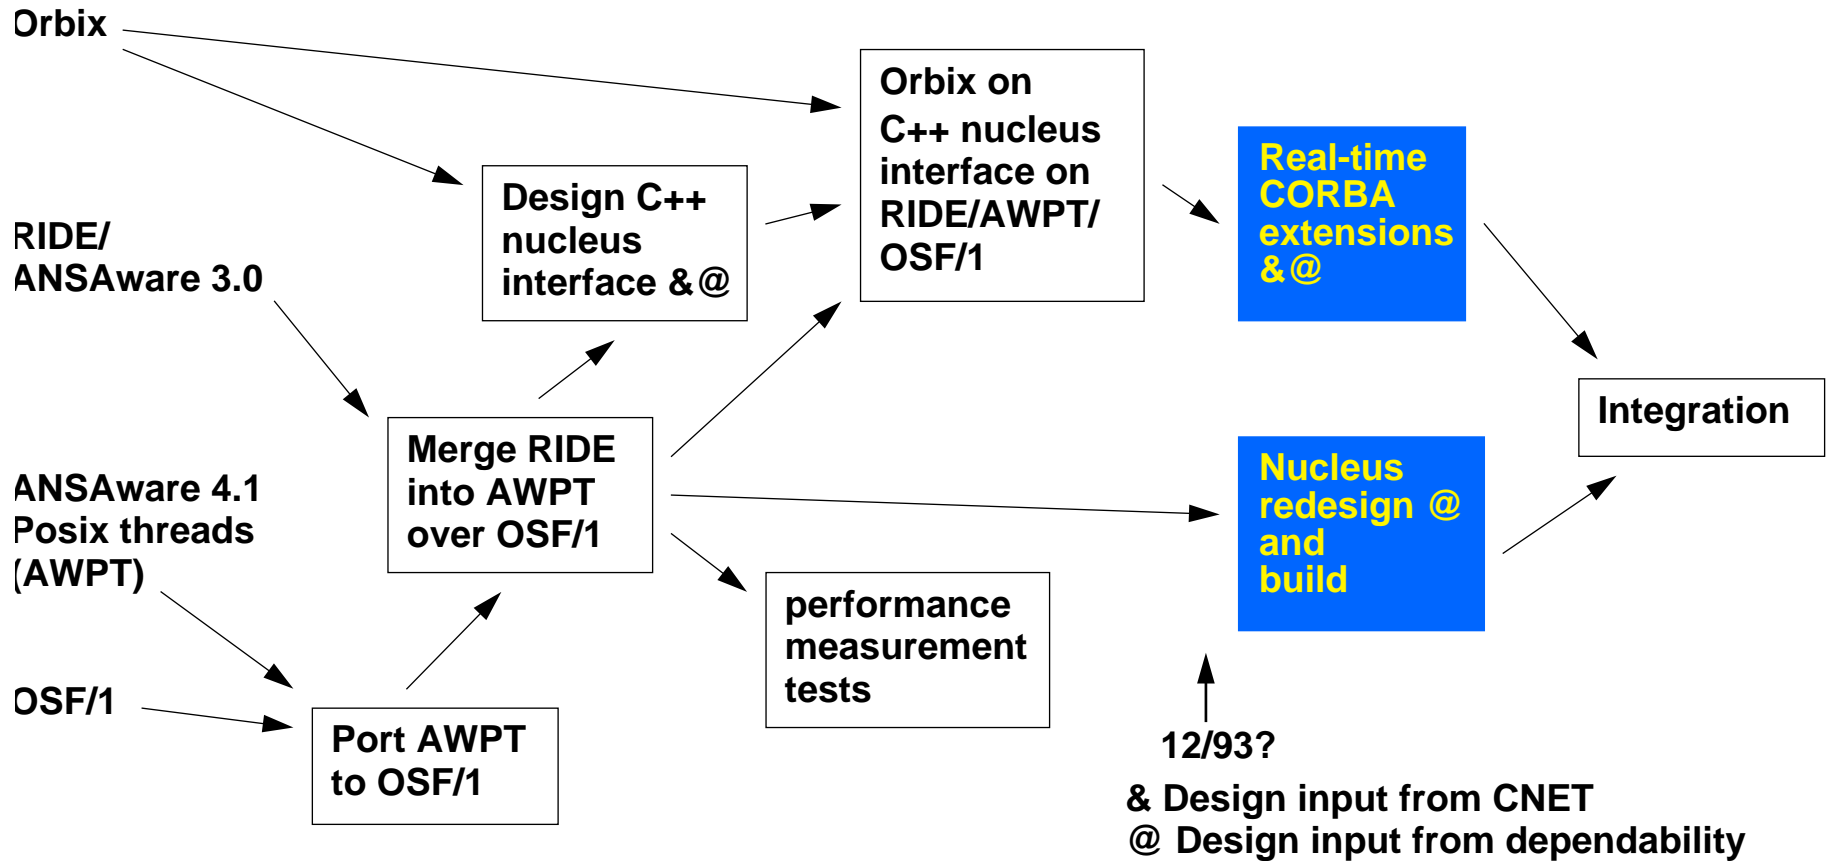 Orbix
RIDE/
ANSAware 3.0
ANSAware 4.1
Posix threads
(AWPT)
OSF/1
Port AWPT
to OSF/1
Merge RIDE
into AWPT
over OSF/1
Design C++
nucleus
interface &@
performance
measurement
tests
Orbix on
C++ nucleus
interface on
RIDE/AWPT/
OSF/1
Real-time
CORBA
extensions
&@
Nucleus
redesign @
and
build
Integration
12/93?
& Design input from CNET
@ Design input from dependability